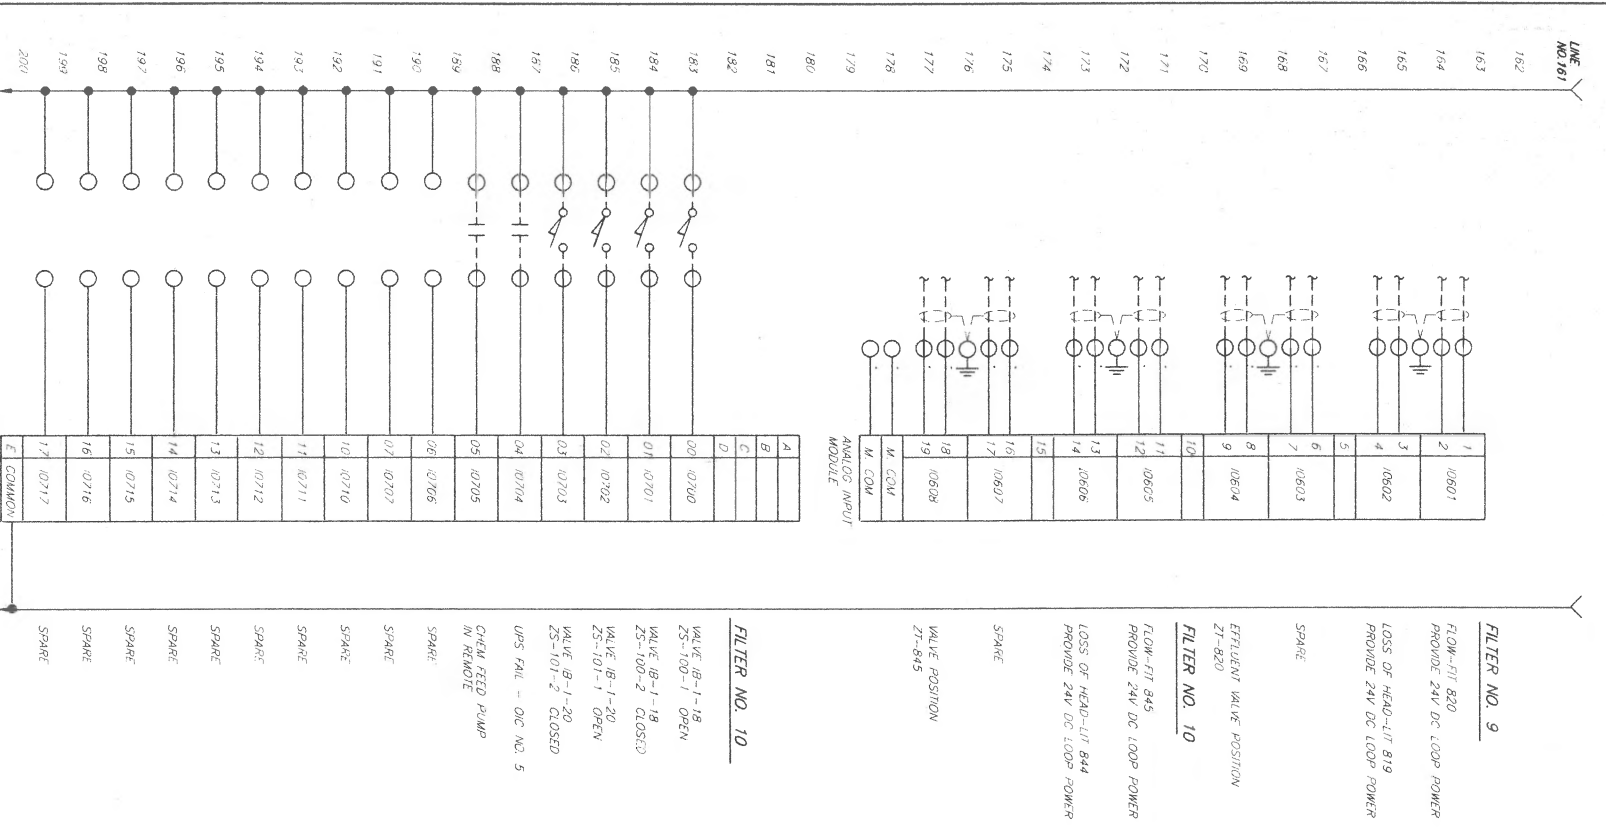 LINE
NO.161
162
163
164
165
166
167
168
169
170
171
172
173
174
175
176
177
178
179
180
181
182
183
184
185
186
187
188
189
190
191
192
193
194
195
196
197
198
199
200
1
2
10601
3
4
10602
5
6
7
10603
8
9
10604
10
11
12
10605
13
14
10606
15
16
17
10607
18
19
10608
M. COM
M. COM
ANALOG INPUT
MODULE
A
B
C
D
00 10700
01 10701
02 10702
03 10703
04 10704
05 10705
06 10706
07 10707
10 10710
11 10711
12 10712
13 10713
14 10714
15 10715
16 10716
17 10717
E COMMON
FILTER NO. 9
FLOW-FIT 820
PROVIDE 24V DC LOOP POWER
LOSS OF HEAD-LIT 819
PROVIDE 24V DC LOOP POWER
SPARE
EFFLUENT VALVE POSITION
ZT-820
FILTER NO. 10
FLOW-FIT 845
PROVIDE 24V DC LOOP POWER
LOSS OF HEAD-LIT 844
PROVIDE 24V DC LOOP POWER
SPARE
VALVE POSITION
ZT-845
FILTER NO. 10
VALVE 18-1-18
ZS-100-1 OPEN
VALVE 18-1-18
ZS-100-2 CLOSED
VALVE 18-1-20
ZS-101-1 OPEN
VALVE 18-1-20
ZS-101-2 CLOSED
UPS FAIL - OIC NO. 5
CHEM FEED PUMP
IN REMOTE
SPARE
SPARE
SPARE
SPARE
SPARE
SPARE
SPARE
SPARE
SPARE
SPARE